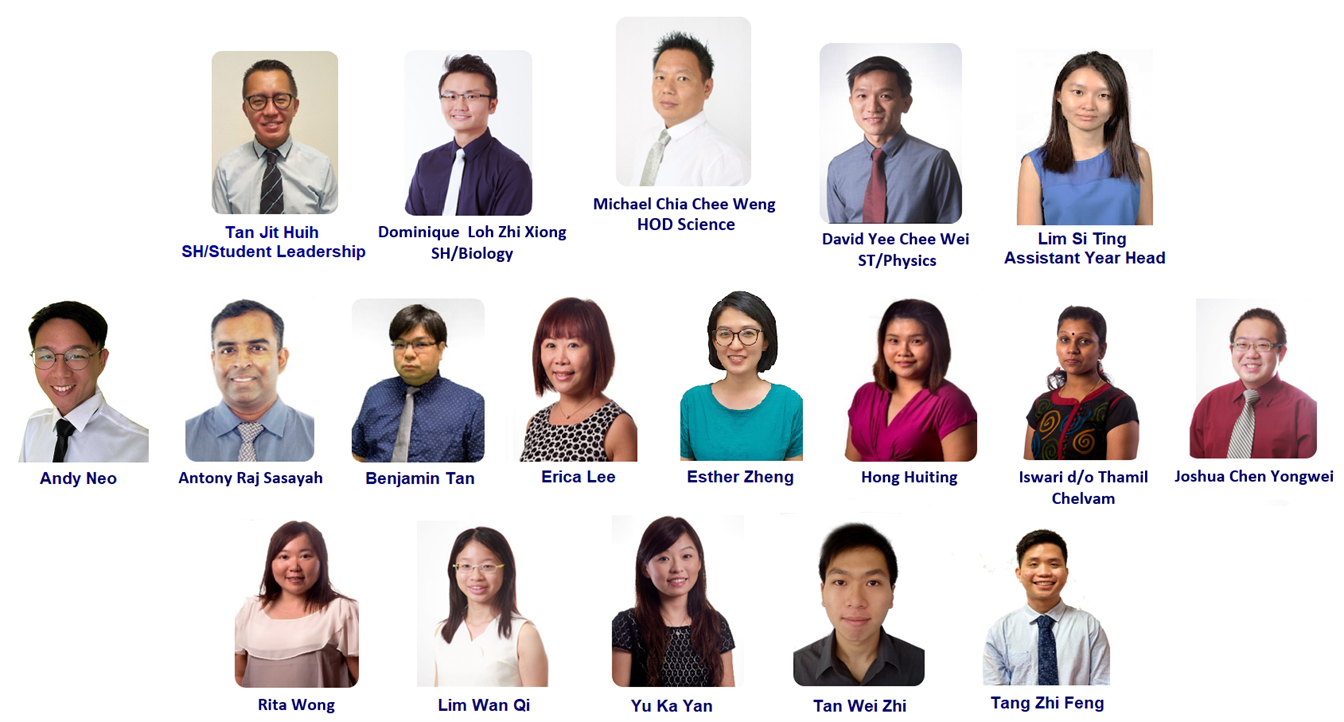 Tan Jit Huih
SH/Student Leadership
Dominique Loh Zhi Xiong
SH/Biology
Michael Chia Chee Weng
HOD Science
David Yee Chee Wei
ST/Physics
Lim Si Ting
Assistant Year Head
Andy Neo
Antony Raj Sasayah
Benjamin Tan
Erica Lee
Esther Zheng
Hong Huiting
Iswari d/o Thamil
Chelvam
Joshua Chen Yongwei
Rita Wong
Lim Wan Qi
Yu Ka Yan
Tan Wei Zhi
Tang Zhi Feng